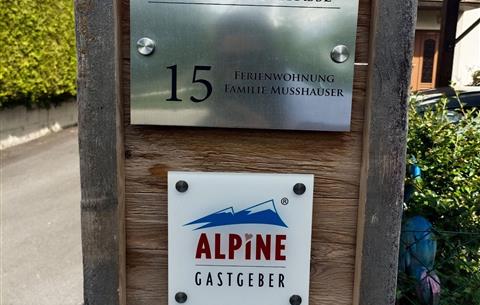 15 FERIENWOHNUNG
FAMILIE MUSSHAUSER
ALPINE ®
GASTGEBER